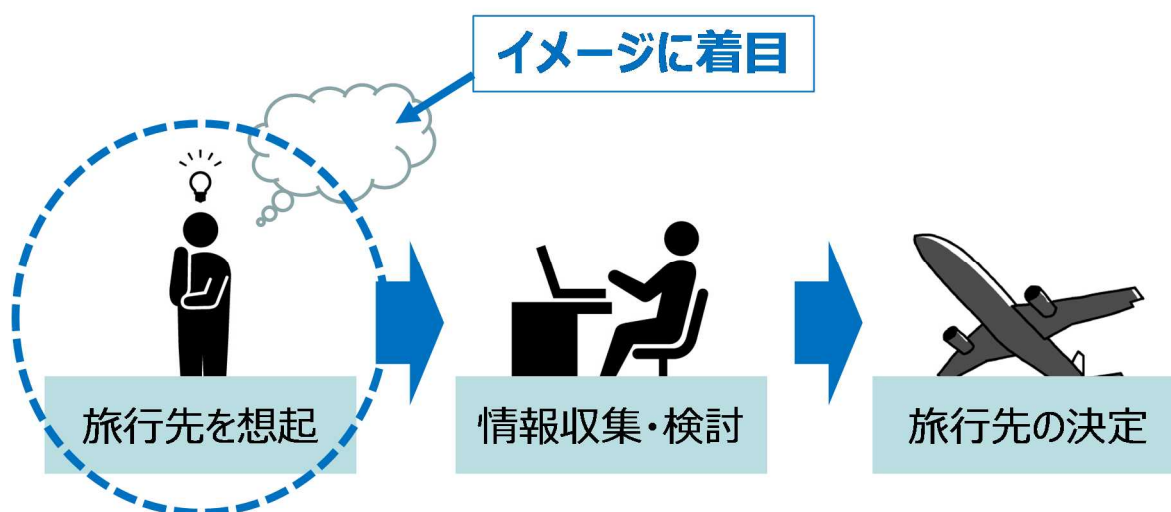 イメージに着目
旅行先を想起
情報収集・検討
旅行先の決定